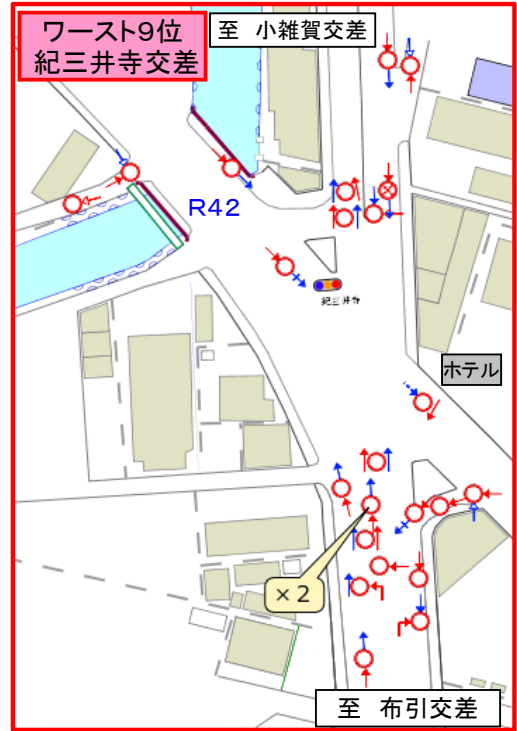 ワースト9位
紀三井寺交差
至 小雑賀交差
R42
紀三井寺
ホテル
×2
至 布引交差